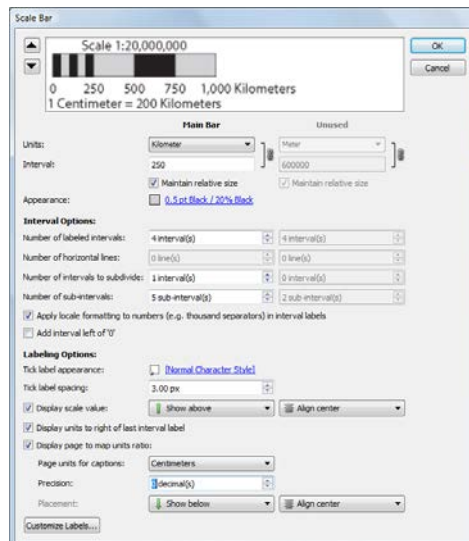 Scale Bar
Scale 1:20,000,000
0 250 500 750 1,000 Kilometers
1 Centimeter = 200 Kilometers
OK
Cancel
Main Bar Unused
Units: Kilometer Meter
Interval: 250 600000
Maintain relative size Maintain relative size
Appearance: 0.5 pt Black / 20% Black
Interval Options:
Number of labeled intervals: 4 interval(s) 4 interval(s)
Number of horizontal lines: 0 line(s) 0 line(s)
Number of intervals to subdivide: 1 interval(s) 0 interval(s)
Number of sub-intervals: 5 sub-interval(s) 2 sub-interval(s)
Apply locale formatting to numbers (e.g. thousand separators) in interval labels
Add interval left of '0'
Labeling Options:
Tick label appearance: [Normal Character Style]
Tick label spacing: 3.00 px
Display scale value: Show above Align center
Display units to right of last interval label
Display page to map units ratio:
Page units for captions: Centimeters
Precision: decimal(s)
Placement: Show below Align center
Customize Labels...